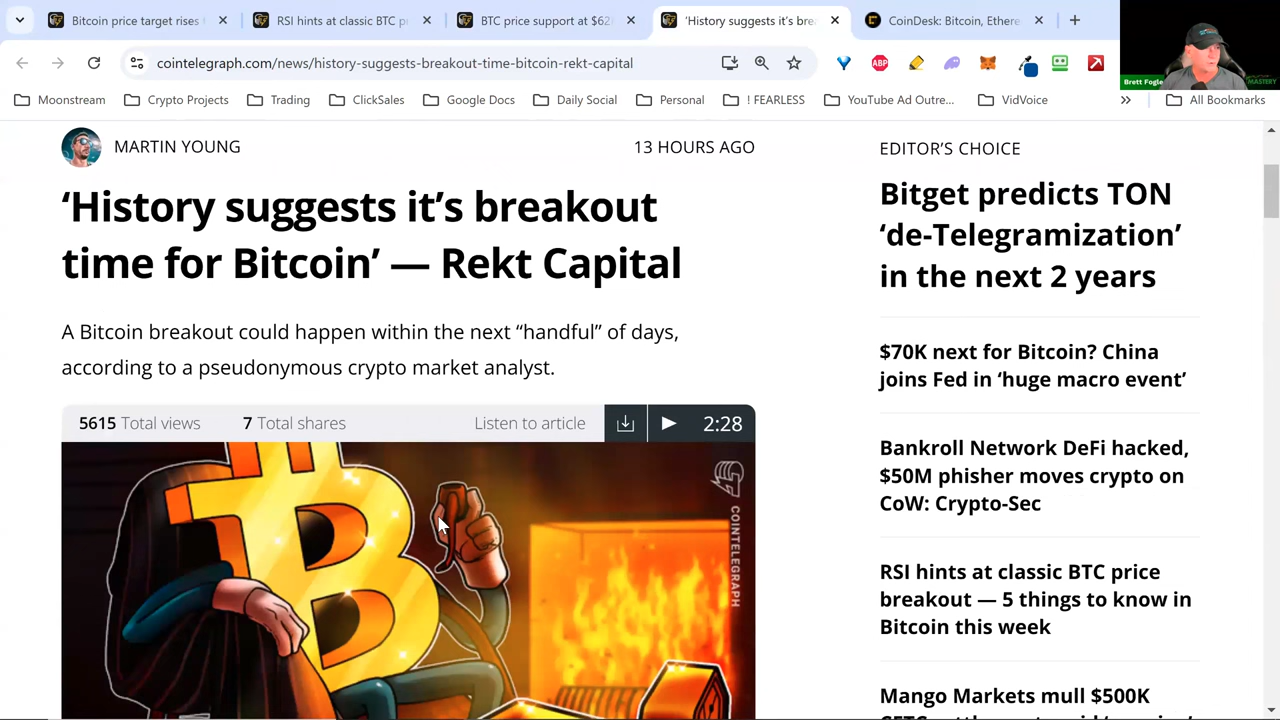 Bitcoin price target rises
RSI hints at classic BTC p
BTC price support at $62
'History suggests it's bre
CoinDesk: Bitcoin, Ethere
cointelegraph.com/news/history-suggests-breakout-time-bitcoin-rekt-capital
ABP
Brett Fogle
MASTERY
Moonstream
Crypto Projects
Trading
ClickSales
Google Docs
Daily Social
Personal
! FEARLESS
YouTube Ad Outre...
VidVoice
All Bookmarks
MARTIN YOUNG
13 HOURS AGO
‘History suggests it’s breakout
time for Bitcoin’ — Rekt Capital
A Bitcoin breakout could happen within the next “handful” of days,
according to a pseudonymous crypto market analyst.
5615 Total views
7 Total shares
Listen to article
2:28
COINTELEGRAPH
EDITOR’S CHOICE
Bitget predicts TON
‘de-Telegramization’
in the next 2 years
$70K next for Bitcoin? China
joins Fed in ‘huge macro event’
Bankroll Network DeFi hacked,
$50M phisher moves crypto on
CoW: Crypto-Sec
RSI hints at classic BTC price
breakout — 5 things to know in
Bitcoin this week
Mango Markets mull $500K